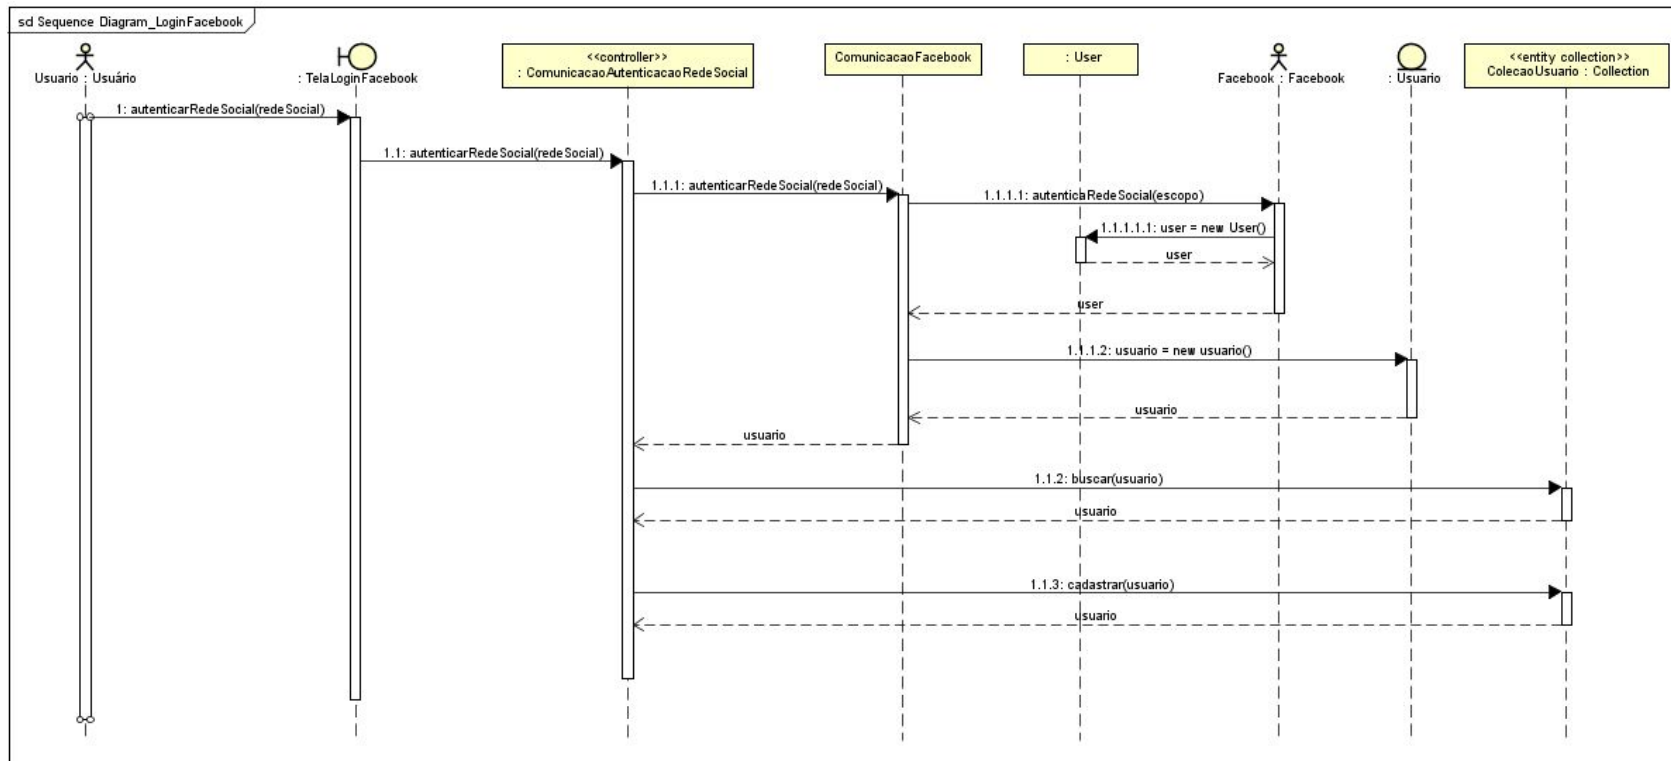 sd Sequence Diagram_LoginFacebook
Usuario : Usuário
: TelaLoginFacebook
<<controller>>
: ComunicacaoAutenticacaoRedeSocial
ComunicacaoFacebook
: User
Facebook : Facebook
: Usuario
<<entity collection>>
ColecaoUsuario : Collection
1: autenticarRedeSocial(redeSocial)
1.1: autenticarRedeSocial(redeSocial)
1.1.1: autenticarRedeSocial(redeSocial)
1.1.1.1: autenticaRedeSocial(escopo)
1.1.1.1.1: user = new User()
user
user
1.1.1.2: usuario = new usuario()
usuario
usuario
1.1.2: buscar(usuario)
usuario
1.1.3: cadastrar(usuario)
usuario